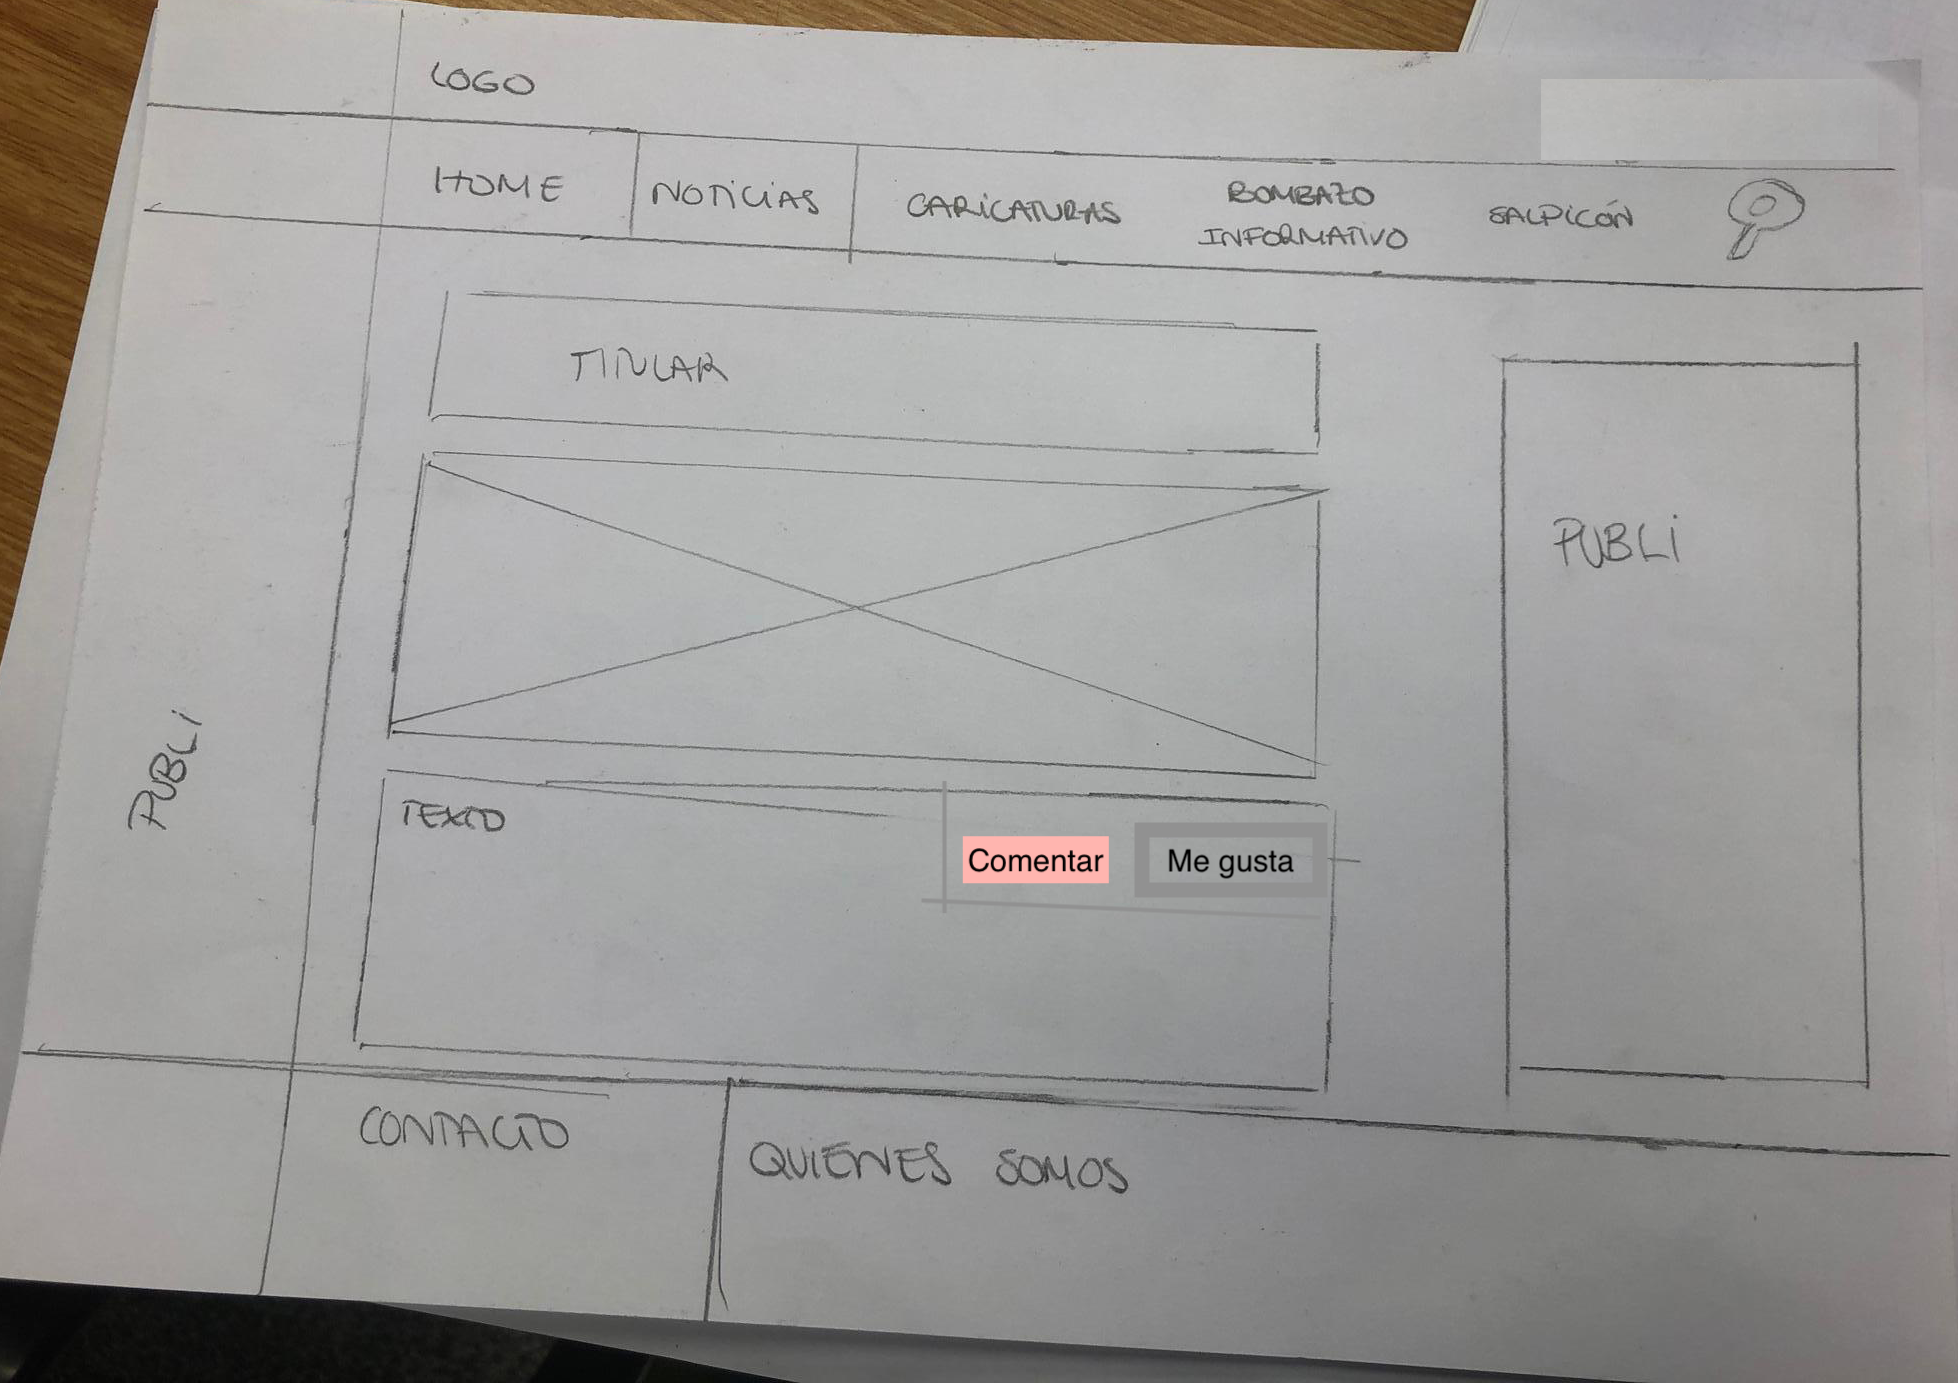 LOGO
HOME
NOTICIAS
CARICATURAS
BOMBAZO
INFORMATIVO
SALPICÓN
TITULAR
PUBLI
PUBLI
TEXTO
Comentar
Me gusta
CONTACTO
QUIENES SOMOS